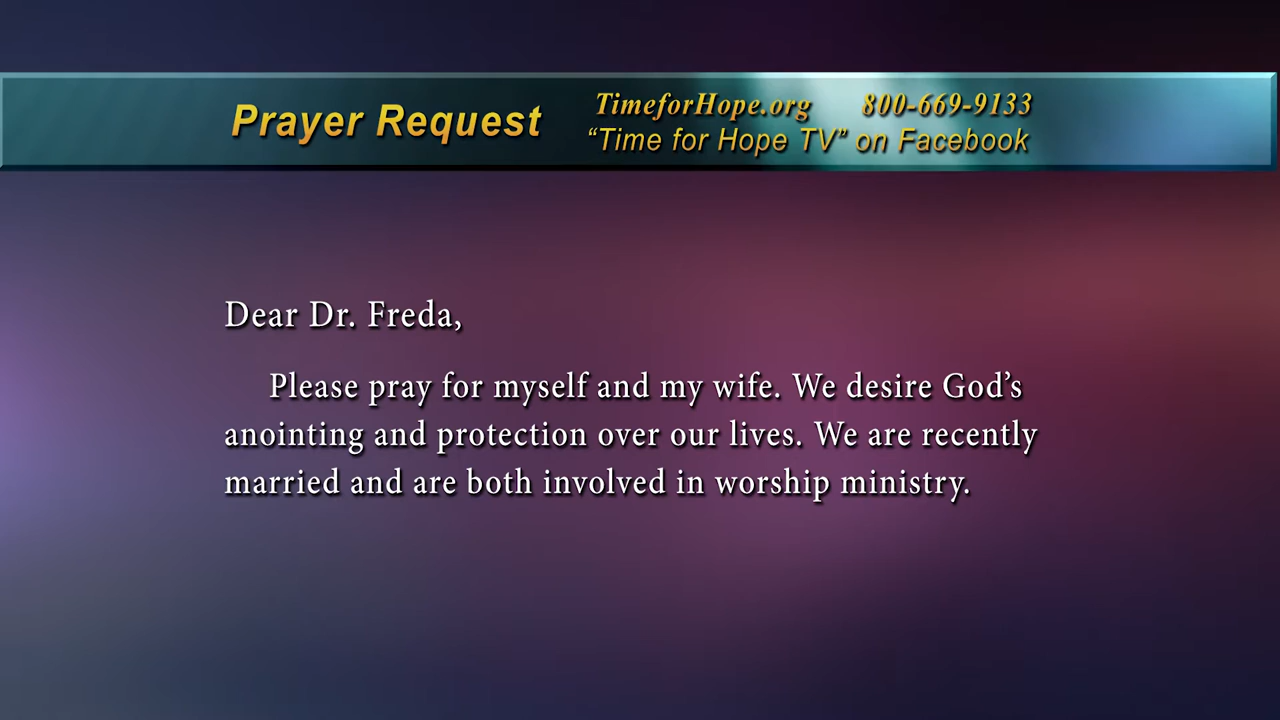 Prayer Request
TimeforHope.org 800-669-9133
“Time for Hope TV” on Facebook
Dear Dr. Freda,
Please pray for myself and my wife. We desire God’s
anointing and protection over our lives. We are recently
married and are both involved in worship ministry.